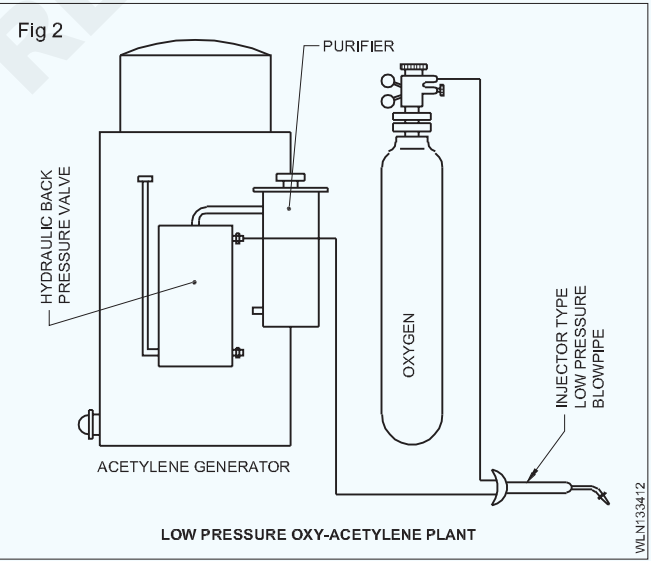 Fig 2
PURIFIER
HYDRAULIC BACK
PRESSURE VALVE
OXYGEN
INJECTOR TYPE
LOW PRESSURE
BLOWPIPE
ACETYLENE GENERATOR
LOW PRESSURE OXY-ACETYLENE PLANT
WLN133412